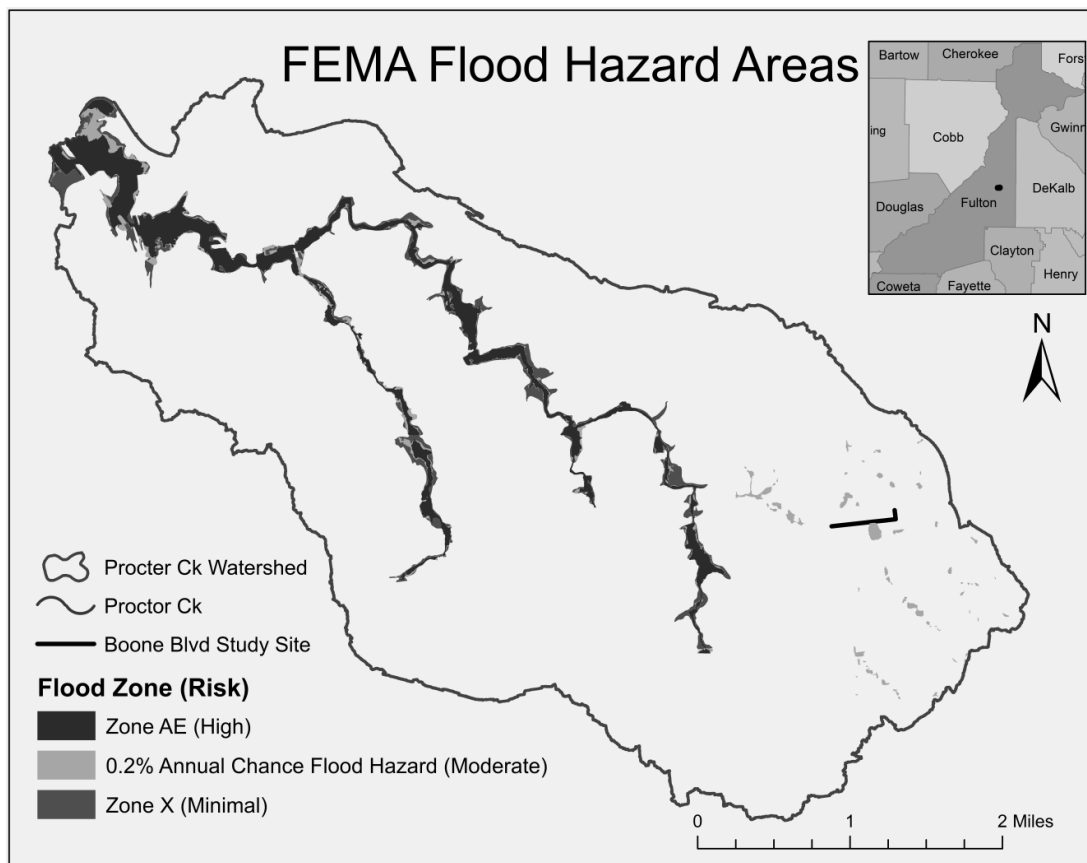 FEMA Flood Hazard Areas
Bartow
Cherokee
Fors
ing
Cobb
Gwinn
DeKalb
Douglas
Fulton
Clayton
Henry
Coweta
Fayette
N
Procter Ck Watershed
Proctor Ck
Boone Blvd Study Site
Flood Zone (Risk)
Zone AE (High)
0.2% Annual Chance Flood Hazard (Moderate)
Zone X (Minimal)
0 1 2 Miles